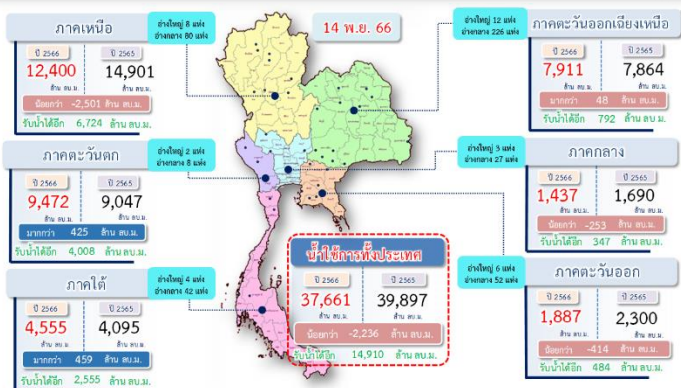 14 พ.ย. 66
ภาคเหนือ
ปี 2566 ปี 2565
12,400 14,901
ล้าน ลบ.ม. ล้าน ลบ.ม.
น้อยกว่า -2,501 ล้าน ลบ.ม.
รับน้ำได้อีก 6,724 ล้าน ลบ.ม.
อ่างใหญ่ 8 แห่ง
อ่างกลาง 80 แห่ง
อ่างใหญ่ 12 แห่ง
อ่างกลาง 226 แห่ง
ภาคตะวันออกเฉียงเหนือ
ปี 2566 ปี 2565
7,911 7,864
ล้าน ลบ.ม. ล้าน ลบ.ม.
มากกว่า 48 ล้าน ลบ.ม.
รับน้ำได้อีก 792 ล้าน ลบ.ม.
ภาคตะวันตก
ปี 2566 ปี 2565
9,472 9,047
ล้าน ลบ.ม. ล้าน ลบ.ม.
มากกว่า 425 ล้าน ลบ.ม.
รับน้ำได้อีก 4,008 ล้าน ลบ.ม.
อ่างใหญ่ 2 แห่ง
อ่างกลาง 8 แห่ง
อ่างใหญ่ 3 แห่ง
อ่างกลาง 27 แห่ง
ภาคกลาง
ปี 2566 ปี 2565
1,437 1,690
ล้าน ลบ.ม. ล้าน ลบ.ม.
น้อยกว่า -253 ล้าน ลบ.ม.
รับน้ำได้อีก 347 ล้าน ลบ.ม.
ภาคใต้
ปี 2566 ปี 2565
4,555 4,095
ล้าน ลบ.ม. ล้าน ลบ.ม.
มากกว่า 459 ล้าน ลบ.ม.
รับน้ำได้อีก 2,555 ล้าน ลบ.ม.
อ่างใหญ่ 4 แห่ง
อ่างกลาง 42 แห่ง
น้ำใช้การทั้งประเทศ
ปี 2566 ปี 2565
37,661 39,897
ล้าน ลบ.ม. ล้าน ลบ.ม.
น้อยกว่า -2,236 ล้าน ลบ.ม.
รับน้ำได้อีก 14,910 ล้าน ลบ.ม.
อ่างใหญ่ 6 แห่ง
อ่างกลาง 52 แห่ง
ภาคตะวันออก
ปี 2566 ปี 2565
1,887 2,300
ล้าน ลบ.ม. ล้าน ลบ.ม.
น้อยกว่า -414 ล้าน ลบ.ม.
รับน้ำได้อีก 484 ล้าน ลบ.ม.